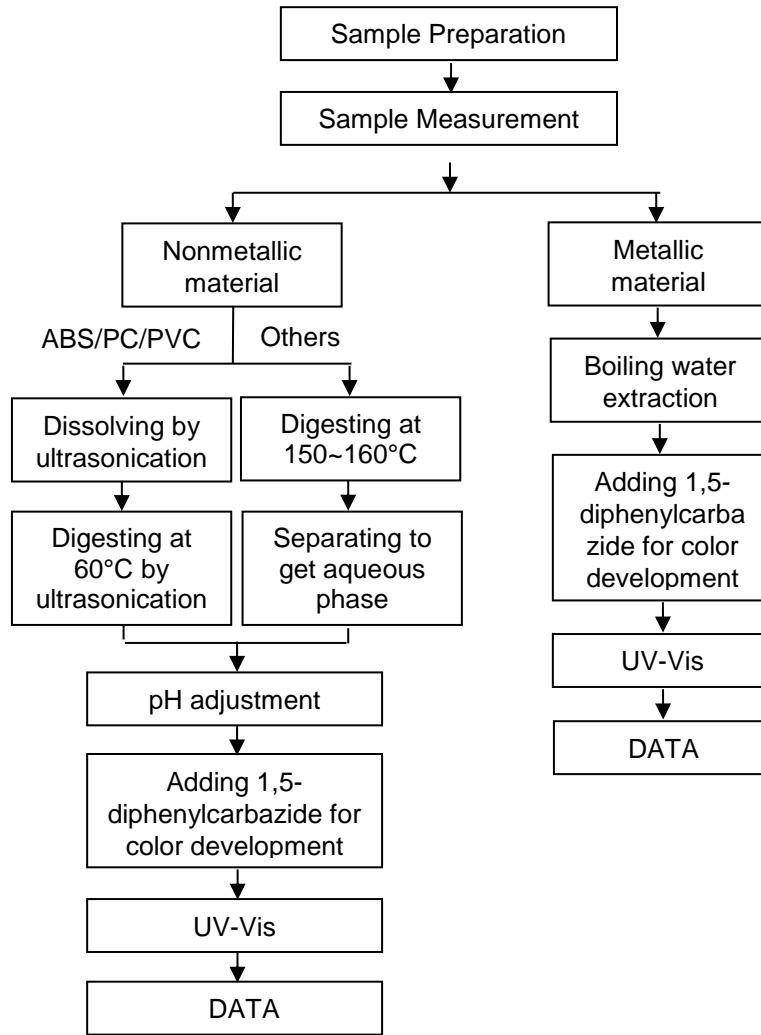 Sample Preparation
Sample Measurement
Nonmetallic
material
Metallic
material
ABS/PC/PVC
Others
Boiling water
extraction
Dissolving by
ultrasonication
Digesting at
150~160°C
Adding 1,5-
diphenylcarba
zide for color
development
Digesting at
60°C by
ultrasonication
Separating to
get aqueous
phase
UV-Vis
pH adjustment
DATA
Adding 1,5-
diphenylcarbazide for
color development
UV-Vis
DATA